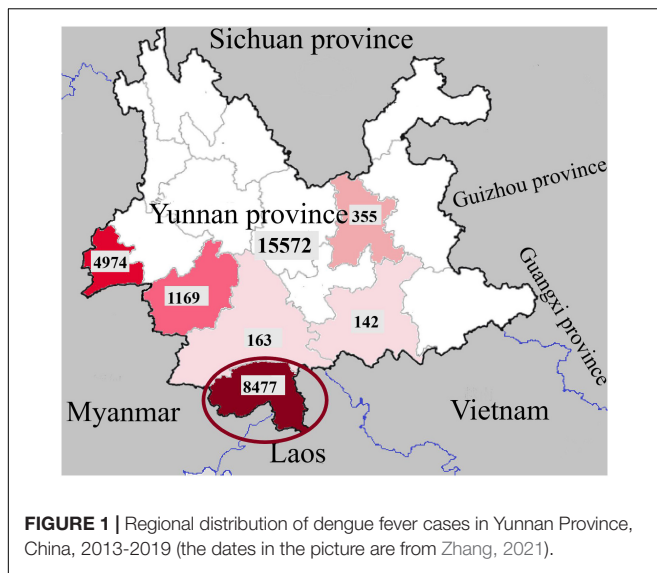 Sichuan province
Guizhou province
355
Yunnan province
15572
4974
Guangxi province
1169
142
163
8477
Myanmar
Vietnam
Laos
FIGURE 1 | Regional distribution of dengue fever cases in Yunnan Province,
China, 2013-2019 (the dates in the picture are from Zhang, 2021).